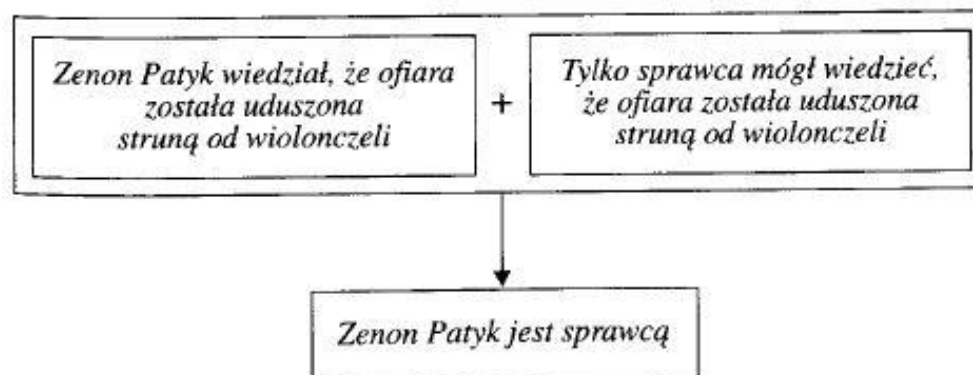 Zenon Patyk wiedział, że ofiara
została uduszona
struną od wiolonczeli
+
Tylko sprawca mógł wiedzieć,
że ofiara została uduszona
struną od wiolonczeli
Zenon Patyk jest sprawcą